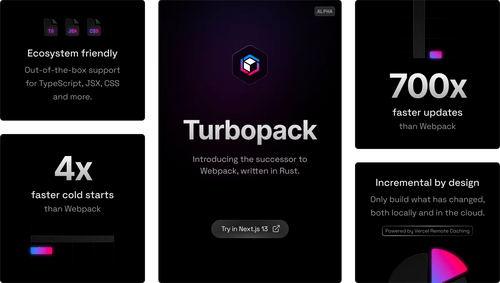 TS JSX CSS
Ecosystem friendly
Out-of-the-box support
for TypeScript, JSX, CSS
and more.
4x
faster cold starts
than Webpack
ALPHA
Turbopack
Introducing the successor to
Webpack, written in Rust.
Try in Next.js 13
700x
faster updates
than Webpack
Incremental by design
Only build what has changed,
both locally and in the cloud.
Powered by Vercel Remote Caching